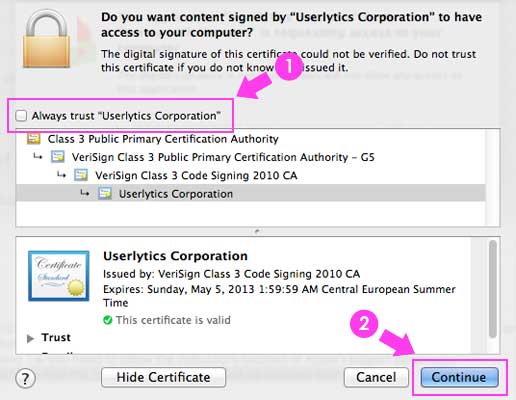 Do you want content signed by “Userlytics Corporation” to have
access to your computer?
The digital signature of this certificate could not be verified. Do not trust
this certificate if you do not know issued it.
1
Always trust “Userlytics Corporation”
Class 3 Public Primary Certification Authority
VeriSign Class 3 Public Primary Certification Authority – G5
VeriSign Class 3 Code Signing 2010 CA
Userlytics Corporation
Certificate
Standard
Userlytics Corporation
Issued by: VeriSign Class 3 Code Signing 2010 CA
Expires: Sunday, May 5, 2013 1:59:59 AM Central European Summer
Time
This certificate is valid
Trust
2
?
Hide Certificate
Cancel
Continue